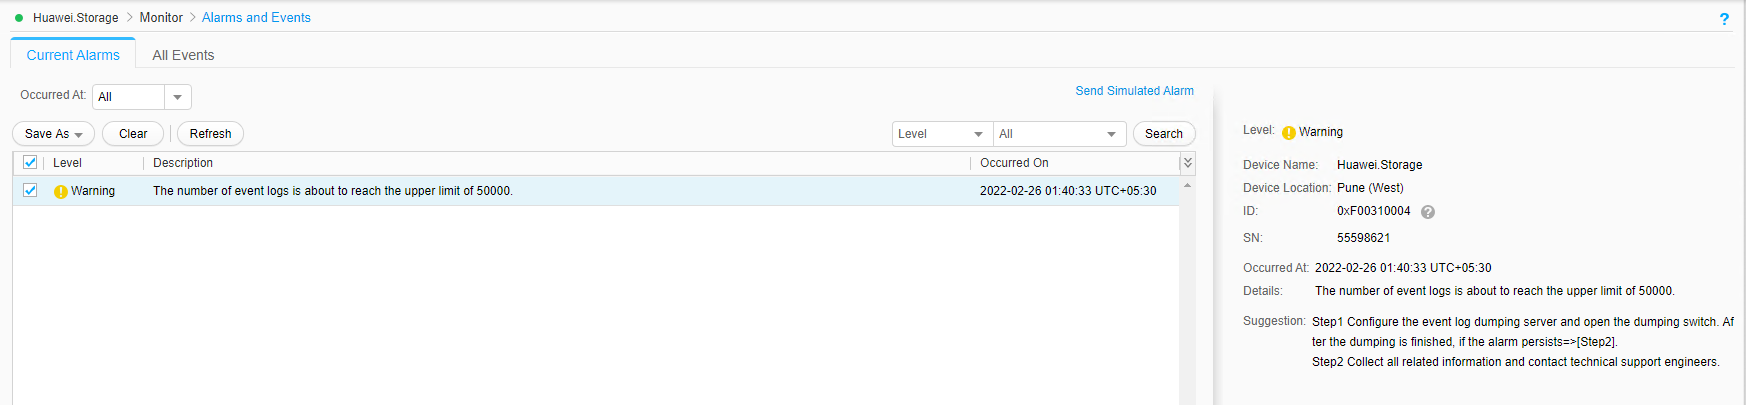 Huawei.Storage > Monitor > Alarms and Events
?
Current Alarms All Events
Occurred At: All
Send Simulated Alarm
Save As Clear Refresh Level All Search
Level Description Occurred On
Warning The number of event logs is about to reach the upper limit of 50000. 2022-02-26 01:40:33 UTC+05:30
Level: Warning
Device Name: Huawei.Storage
Device Location: Pune (West)
ID: 0xF00310004 ?
SN: 55598621
Occurred At: 2022-02-26 01:40:33 UTC+05:30
Details: The number of event logs is about to reach the upper limit of 50000.
Suggestion: Step1 Configure the event log dumping server and open the dumping switch. Af
ter the dumping is finished, if the alarm persists=>[Step2].
Step2 Collect all related information and contact technical support engineers.